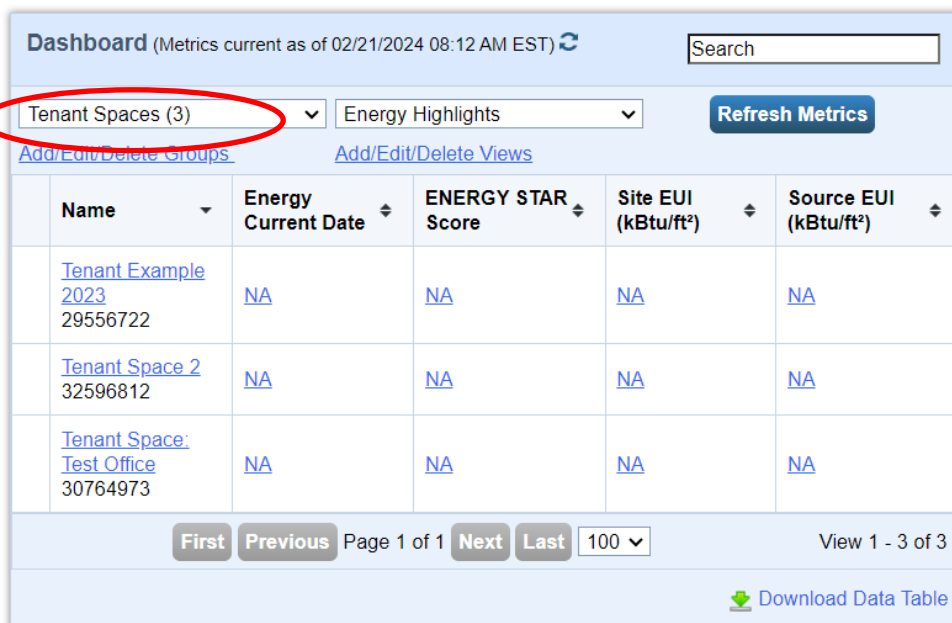 Dashboard (Metrics current as of 02/21/2024 08:12 AM EST)
Search
Tenant Spaces (3)
Energy Highlights
Refresh Metrics
Add/Edit/Delete Groups
Add/Edit/Delete Views
Name
Energy
Current Date
ENERGY STAR
Score
Site EUI
(kBtu/ft²)
Source EUI
(kBtu/ft²)
Tenant Example
2023
29556722
NA
NA
NA
NA
Tenant Space 2
32596812
NA
NA
NA
NA
Tenant Space:
Test Office
30764973
NA
NA
NA
NA
First Previous Page 1 of 1 Next Last 100 View 1 - 3 of 3
Download Data Table